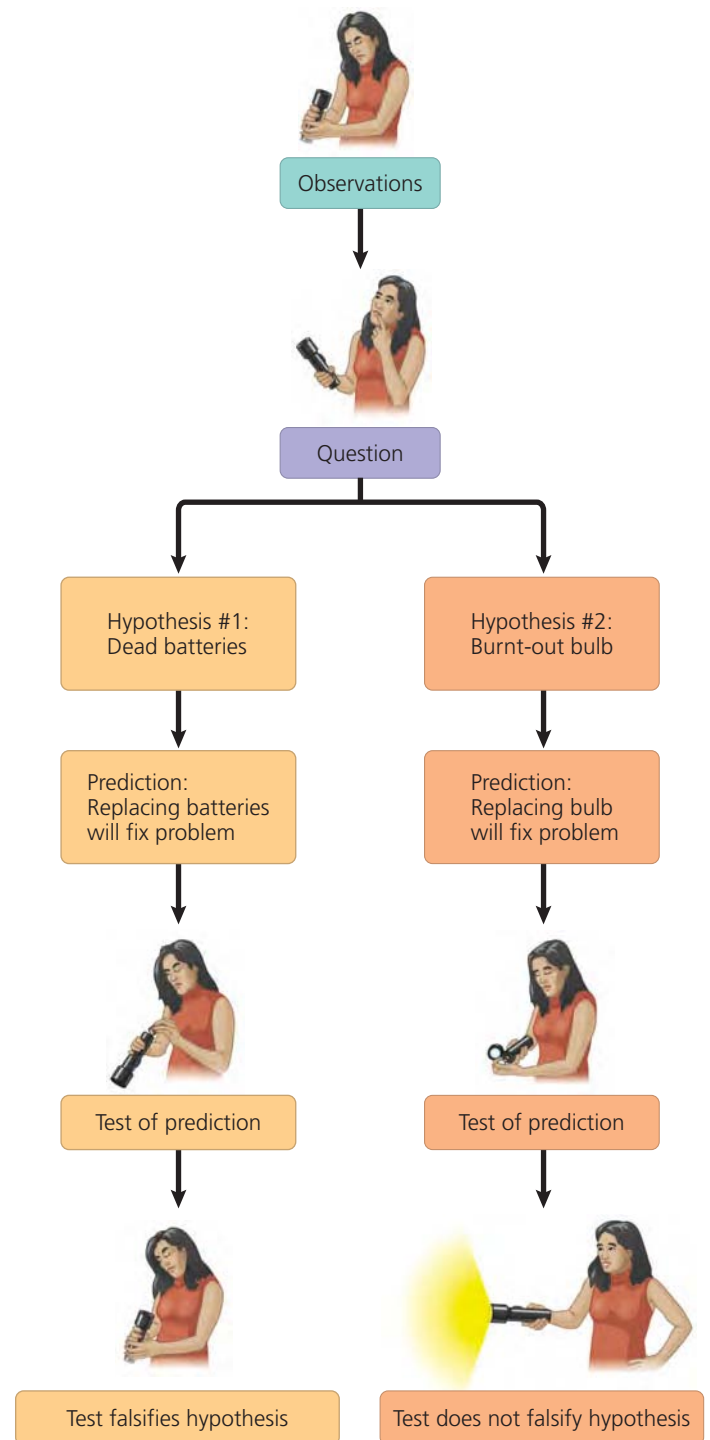 Observations
Question
Hypothesis #1:
Dead batteries
Hypothesis #2:
Burnt-out bulb
Prediction:
Replacing batteries
will fix problem
Prediction:
Replacing bulb
will fix problem
Test of prediction
Test of prediction
Test falsifies hypothesis
Test does not falsify hypothesis